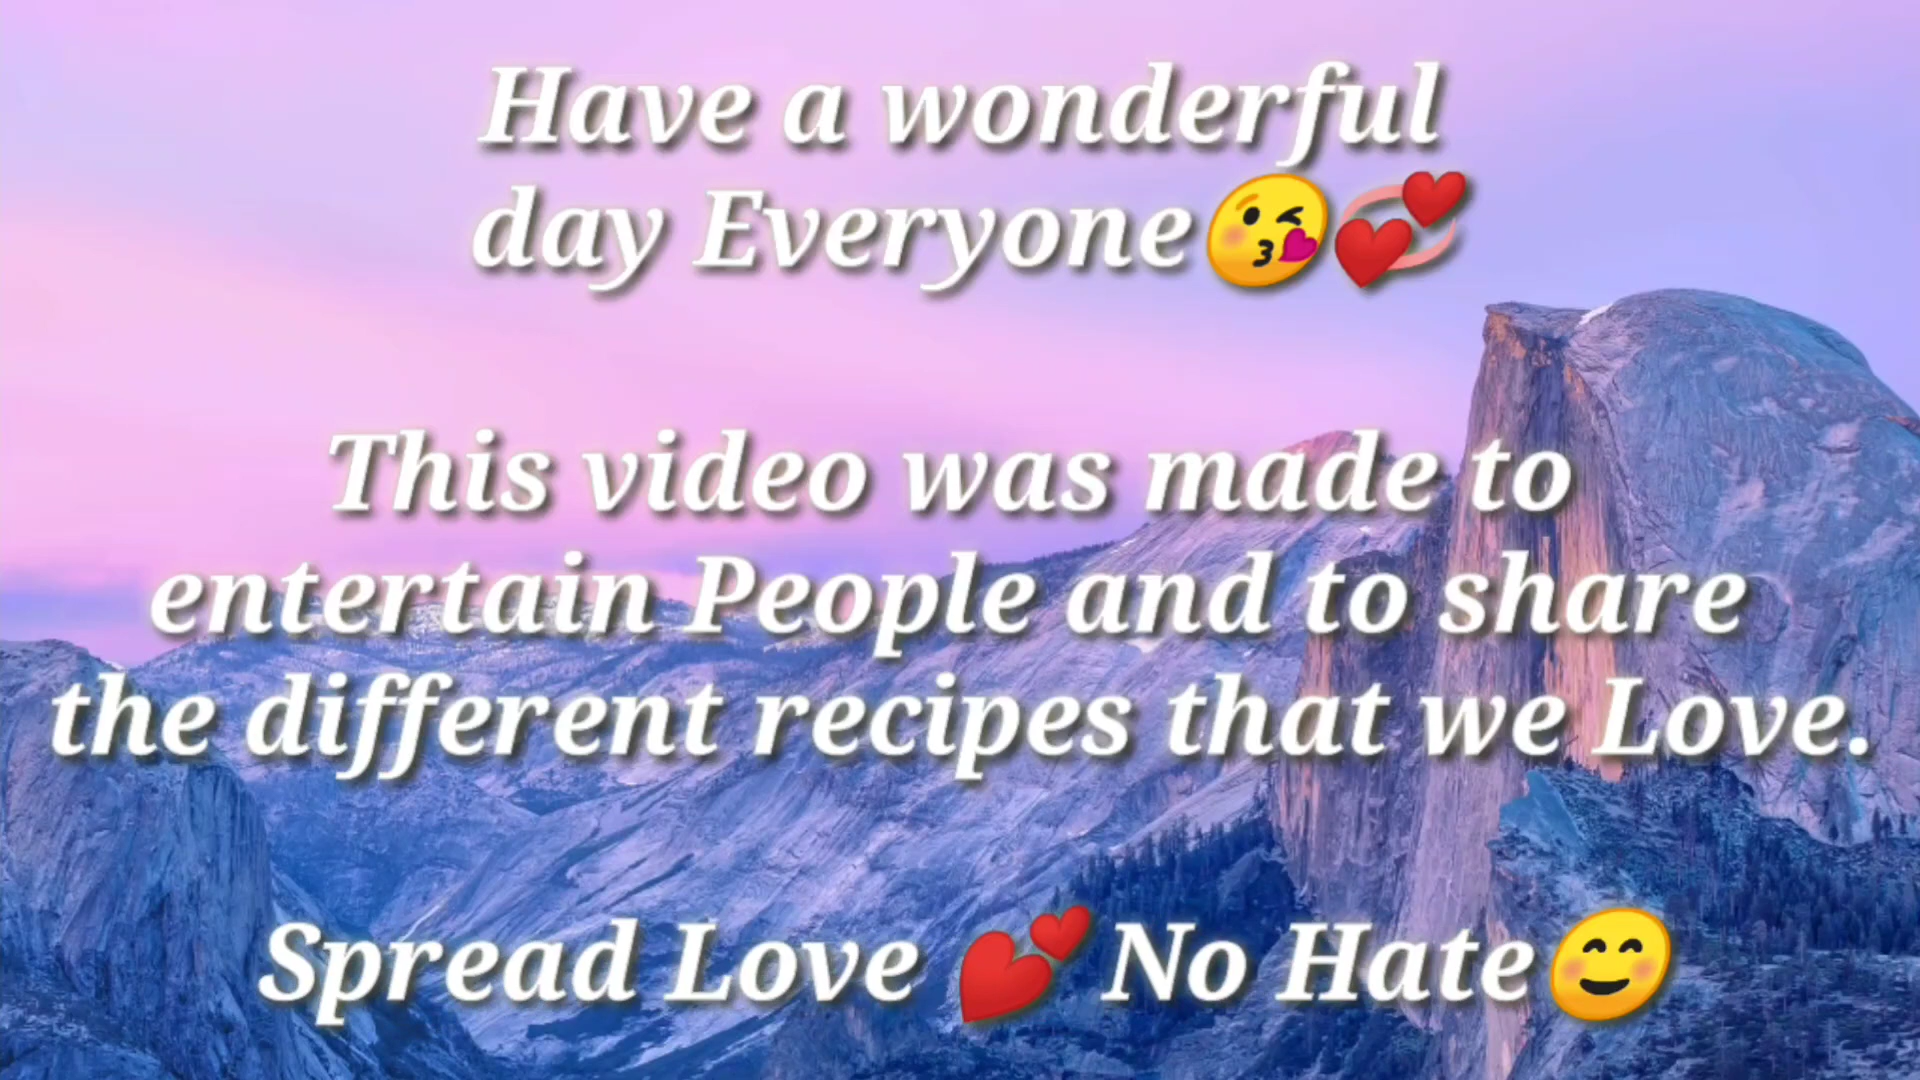 Have a wonderful
day Everyone😘💞
This video was made to
entertain People and to share
the different recipes that we Love.
Spread Love 💕 No Hate😊